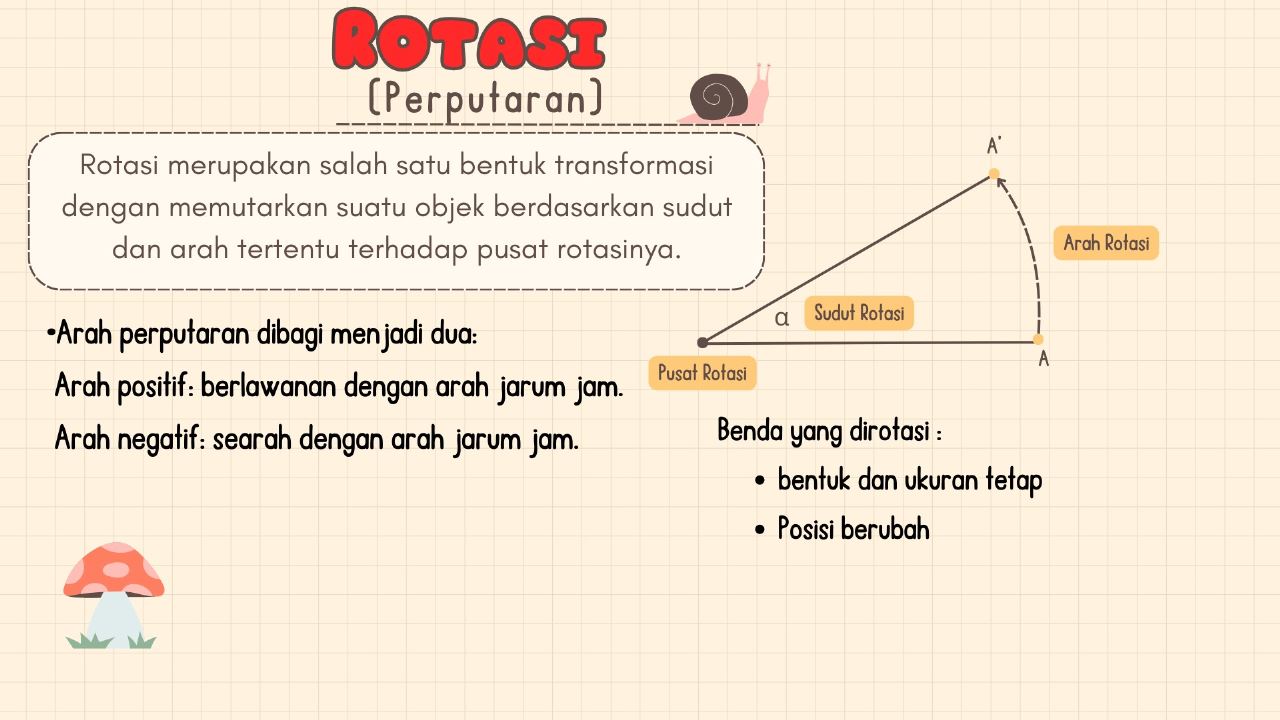 ROTASI
(Perputaran)
Rotasi merupakan salah satu bentuk transformasi
dengan memutarkan suatu objek berdasarkan sudut
dan arah tertentu terhadap pusat rotasinya.
•Arah perputaran dibagi menjadi dua:
Arah positif: berlawanan dengan arah jarum jam.
Arah negatif: searah dengan arah jarum jam.
A'
Arah Rotasi
α
Sudut Rotasi
A
Pusat Rotasi
Benda yang dirotasi :
• bentuk dan ukuran tetap
• Posisi berubah